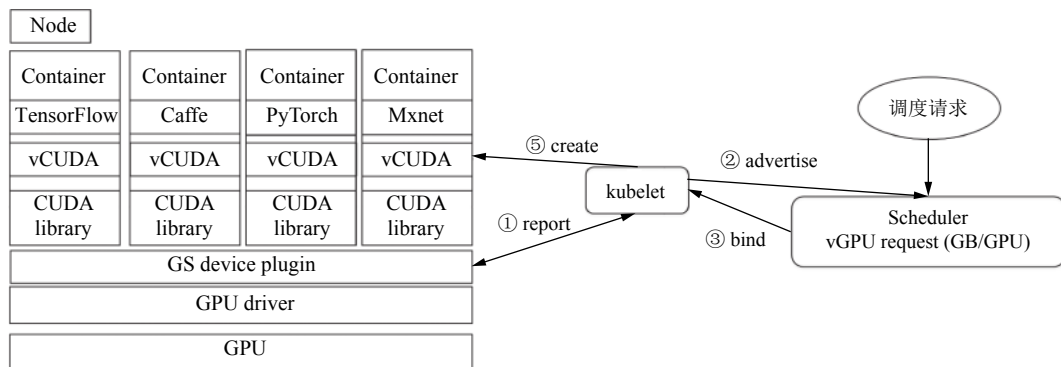 Node
Container Container Container Container
TensorFlow Caffe PyTorch Mxnet
vCUDA vCUDA vCUDA vCUDA
CUDA CUDA CUDA CUDA
library library library library
GS device plugin
GPU driver
GPU
⑤ create
② advertise
kubelet
① report
③ bind
调度请求
Scheduler
vGPU request (GB/GPU)